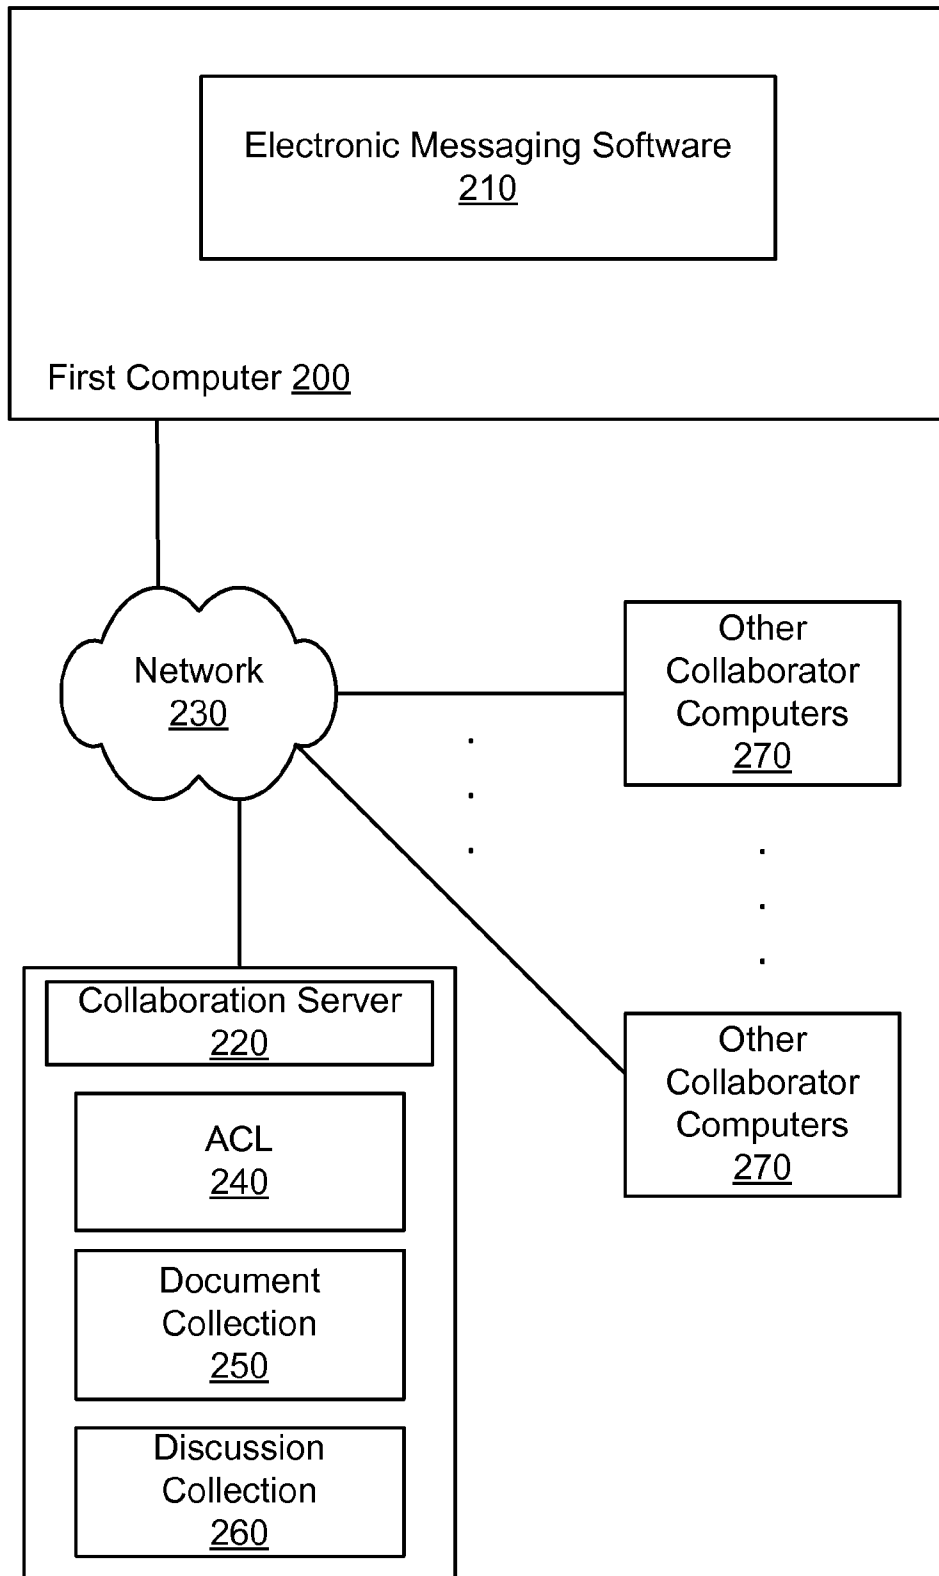 Electronic Messaging Software
210
First Computer 200
Network
230
Other
Collaborator
Computers
270
Collaboration Server
220
ACL
240
Document
Collection
250
Discussion
Collection
260
Other
Collaborator
Computers
270